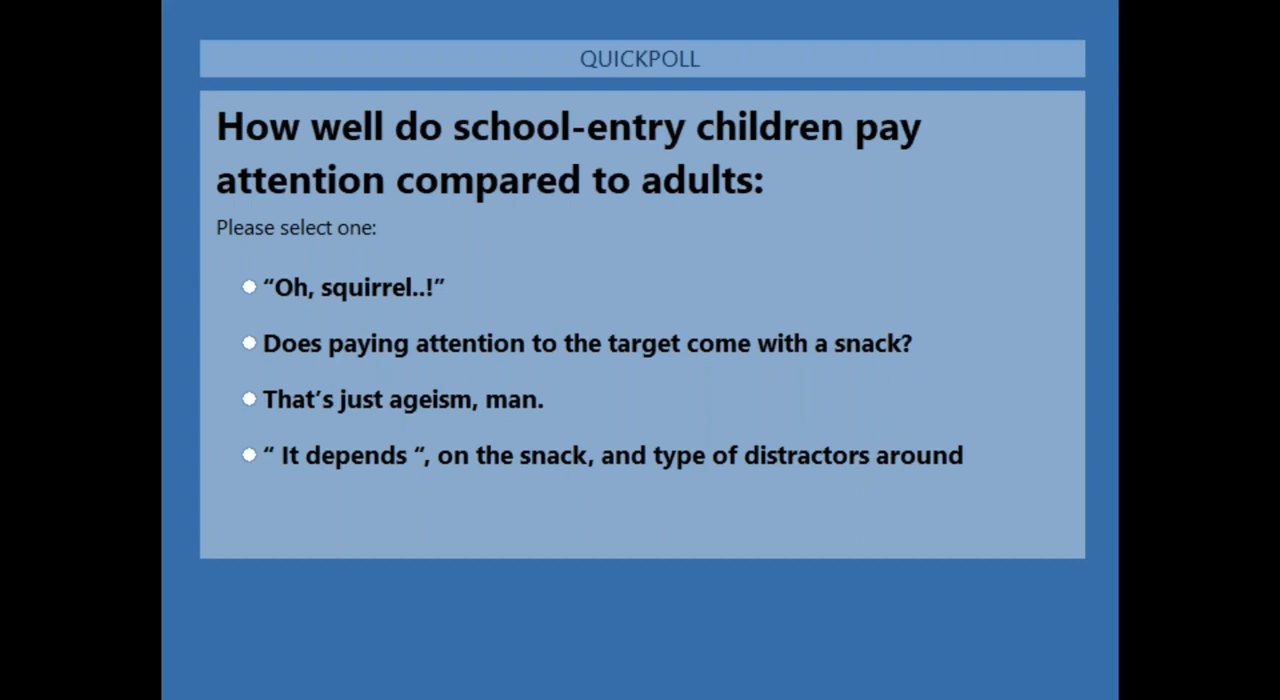 QUICKPOLL
How well do school-entry children pay
attention compared to adults:
Please select one:
“Oh, squirrel..!”
Does paying attention to the target come with a snack?
That’s just ageism, man.
“ It depends “, on the snack, and type of distractors around